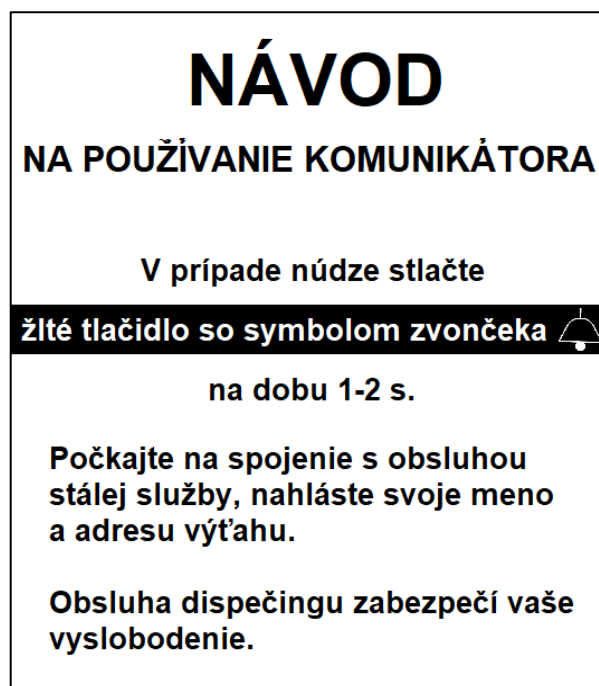 NÁVOD
NA POUŽÍVANIE KOMUNIKÁTORA
V prípade núdze stlačte
žlté tlačidlo so symbolom zvončeka
na dobu 1-2 s.
Počkajte na spojenie s obsluhou
stálej služby, nahláste svoje meno
a adresu výťahu.
Obsluha dispečingu zabezpečí vaše
vyslobodenie.